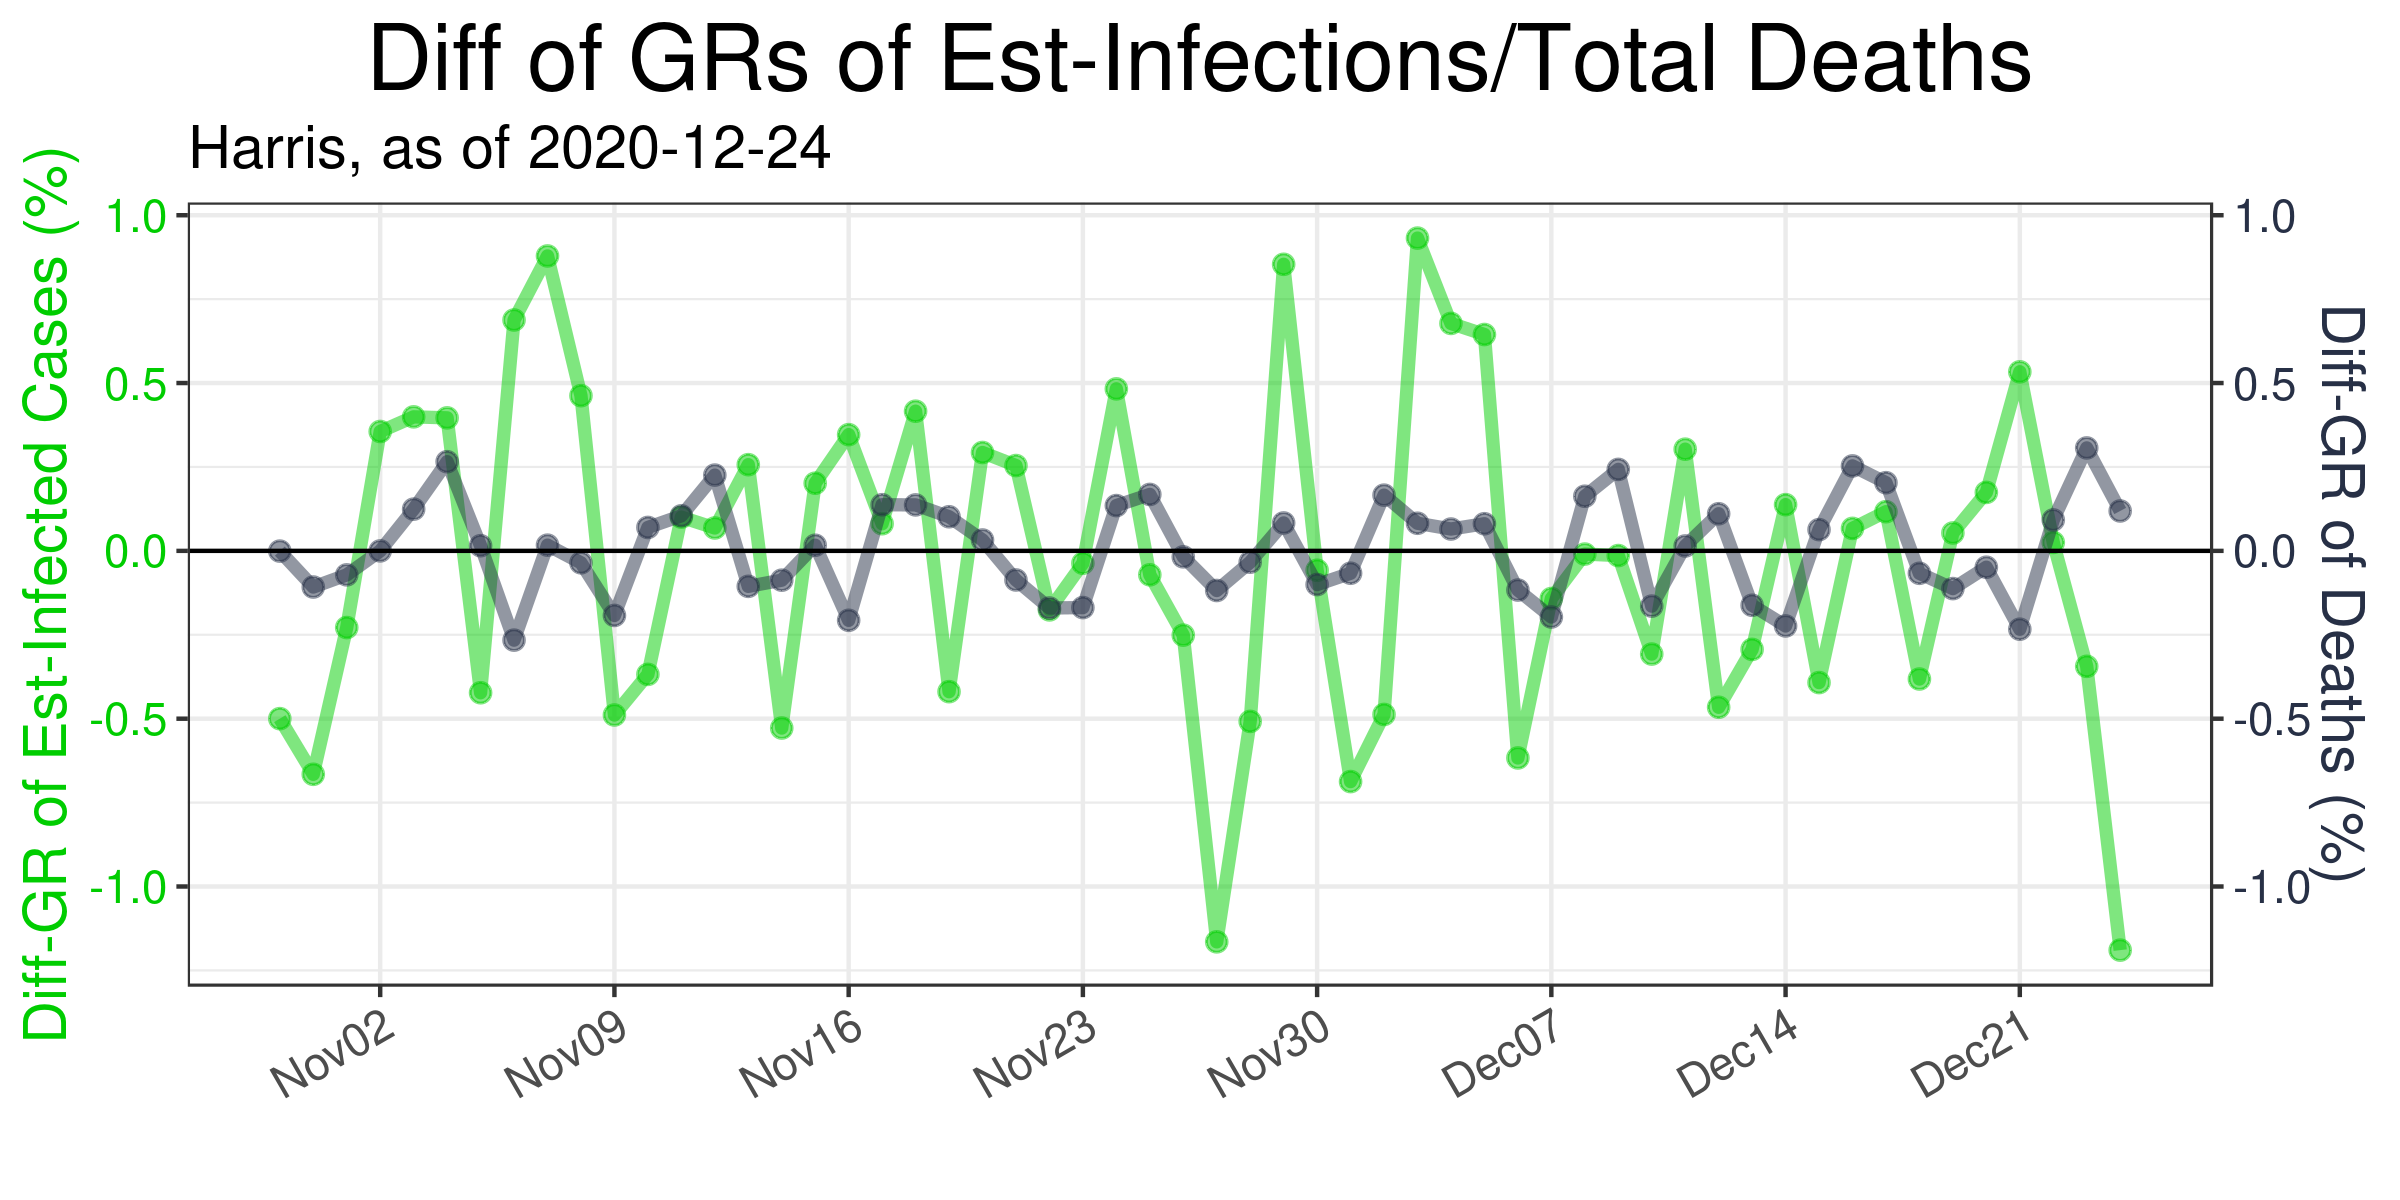 Diff of GRs of Est-Infections/Total Deaths
Harris, as of 2020-12-24
Diff-GR of Est-Infected Cases (%)
1.0
0.5
0.0
-0.5
-1.0
1.0
0.5
0.0
-0.5
-1.0
Diff-GR of Deaths (%)
Nov02
Nov09
Nov16
Nov23
Nov30
Dec07
Dec14
Dec21